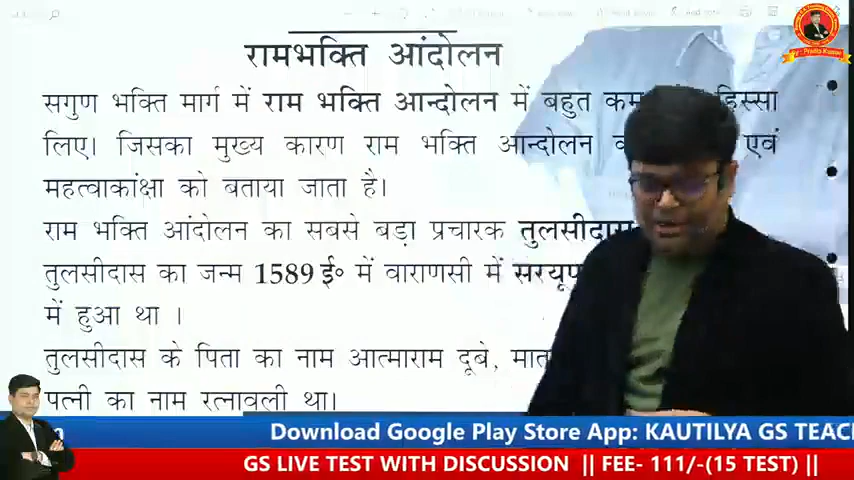 रामभक्ति आंदोलन
सगुण भक्ति मार्ग में राम भक्ति आन्दोलन में बहुत कम हिस्सा
लिए। जिसका मुख्य कारण राम भक्ति आन्दोलन एवं
महत्वाकांक्षा को बताया जाता है।
राम भक्ति आंदोलन का सबसे बड़ा प्रचारक तुलसीदास
तुलसीदास का जन्म 1589 ई॰ में वाराणसी में सरयूप
में हुआ था ।
तुलसीदास के पिता का नाम आत्माराम दूबे, मात
पत्नी का नाम रत्नावली था।
Download Google Play Store App: KAUTILYA GS TEAC
GS LIVE TEST WITH DISCUSSION || FEE- 111/-(15 TEST) ||